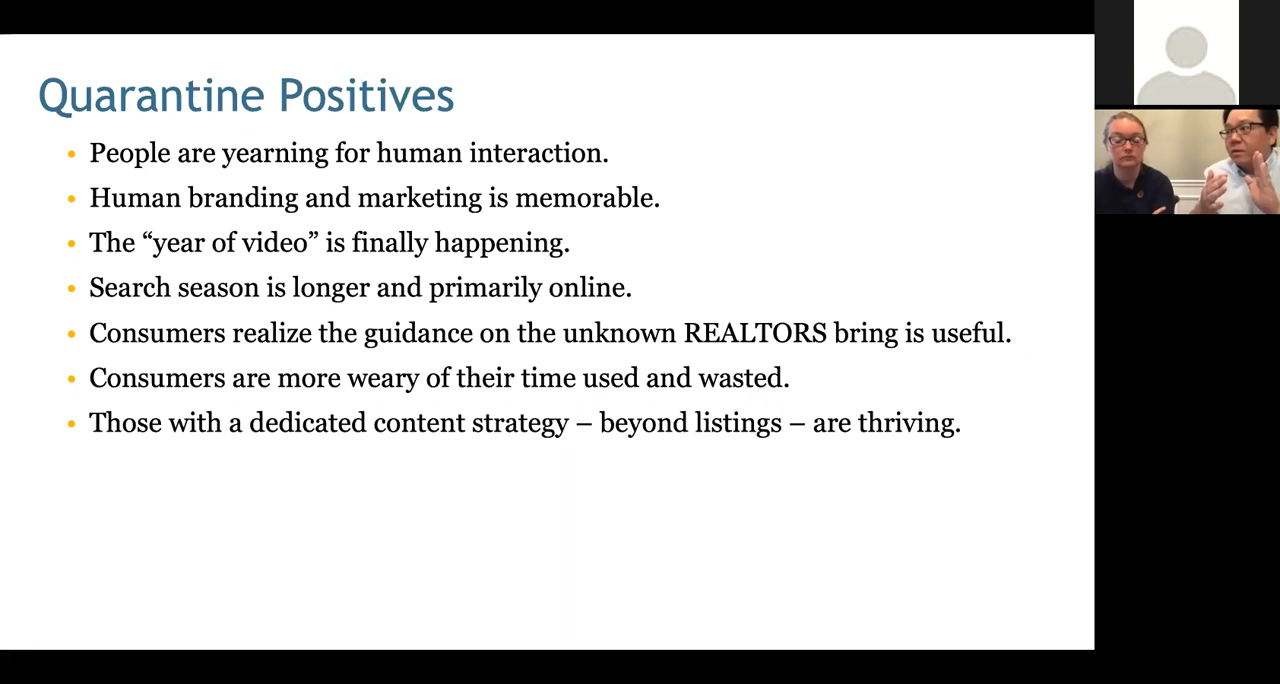 Quarantine Positives
• People are yearning for human interaction.
• Human branding and marketing is memorable.
• The “year of video” is finally happening.
• Search season is longer and primarily online.
• Consumers realize the guidance on the unknown REALTORS bring is useful.
• Consumers are more weary of their time used and wasted.
• Those with a dedicated content strategy – beyond listings – are thriving.